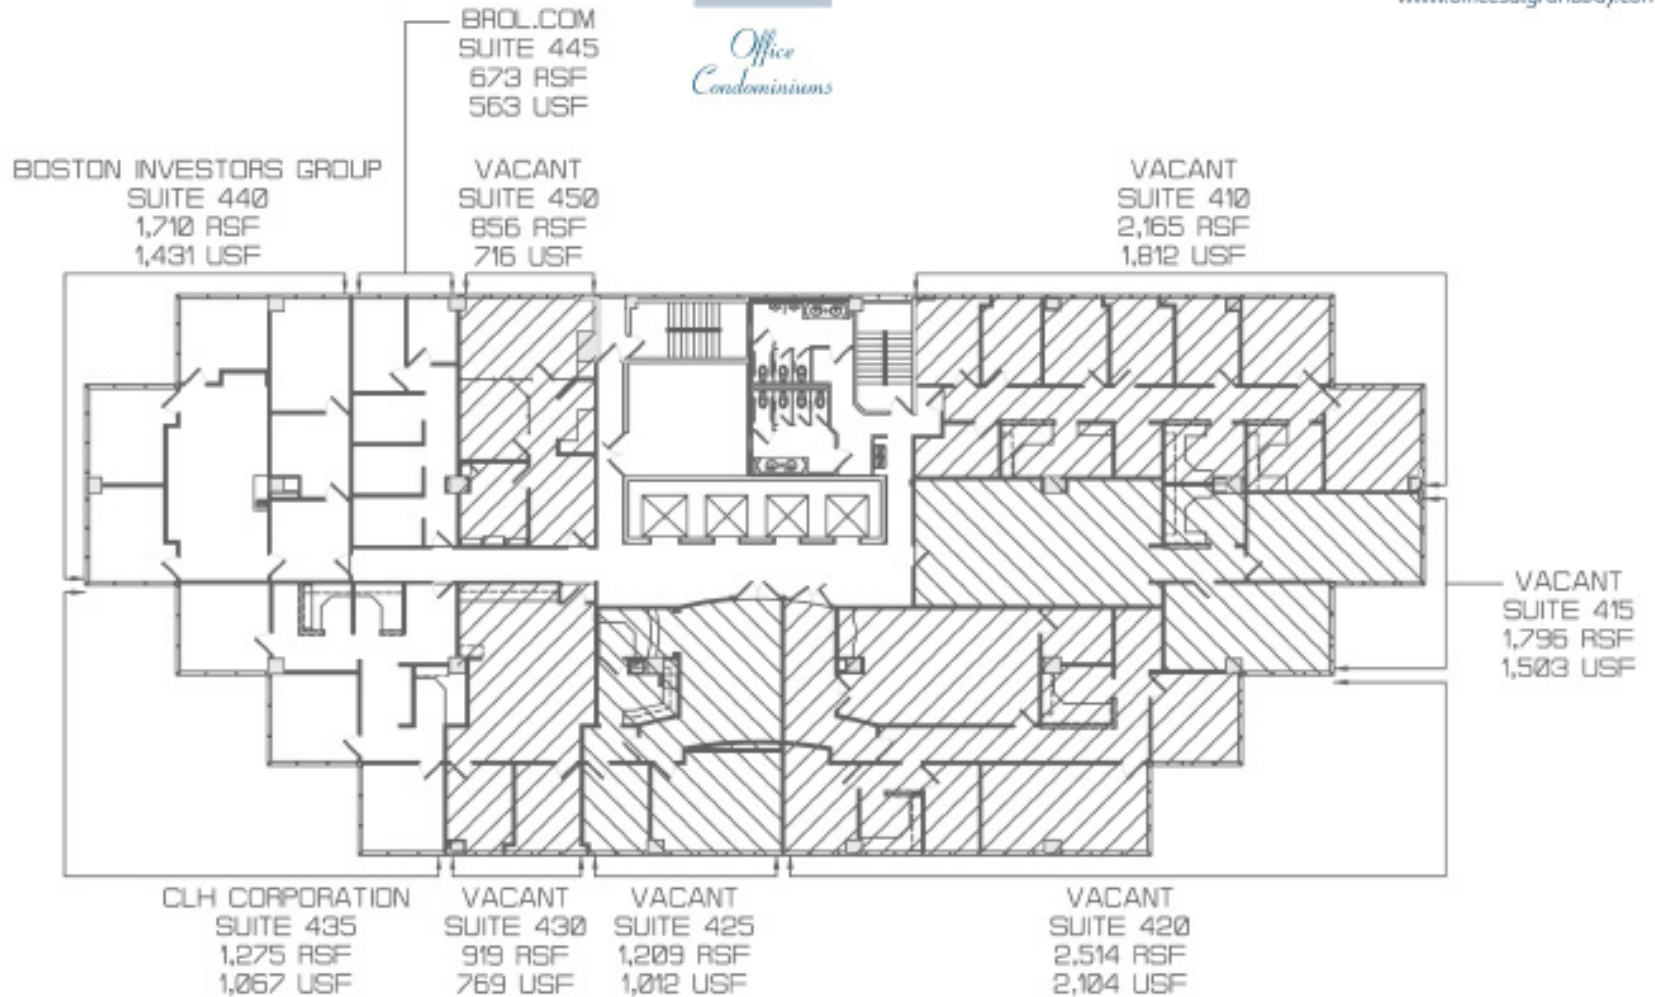 BROL.COM
SUITE 445
673 RSF
563 USF
Office
Condominiums
BOSTON INVESTORS GROUP
SUITE 440
1,710 RSF
1,431 USF
VACANT
SUITE 450
856 RSF
716 USF
VACANT
SUITE 410
2,165 RSF
1,812 USF
VACANT
SUITE 415
1,796 RSF
1,503 USF
CLH CORPORATION
SUITE 435
1,275 RSF
1,067 USF
VACANT
SUITE 430
919 RSF
769 USF
VACANT
SUITE 425
1,209 RSF
1,012 USF
VACANT
SUITE 420
2,514 RSF
2,104 USF